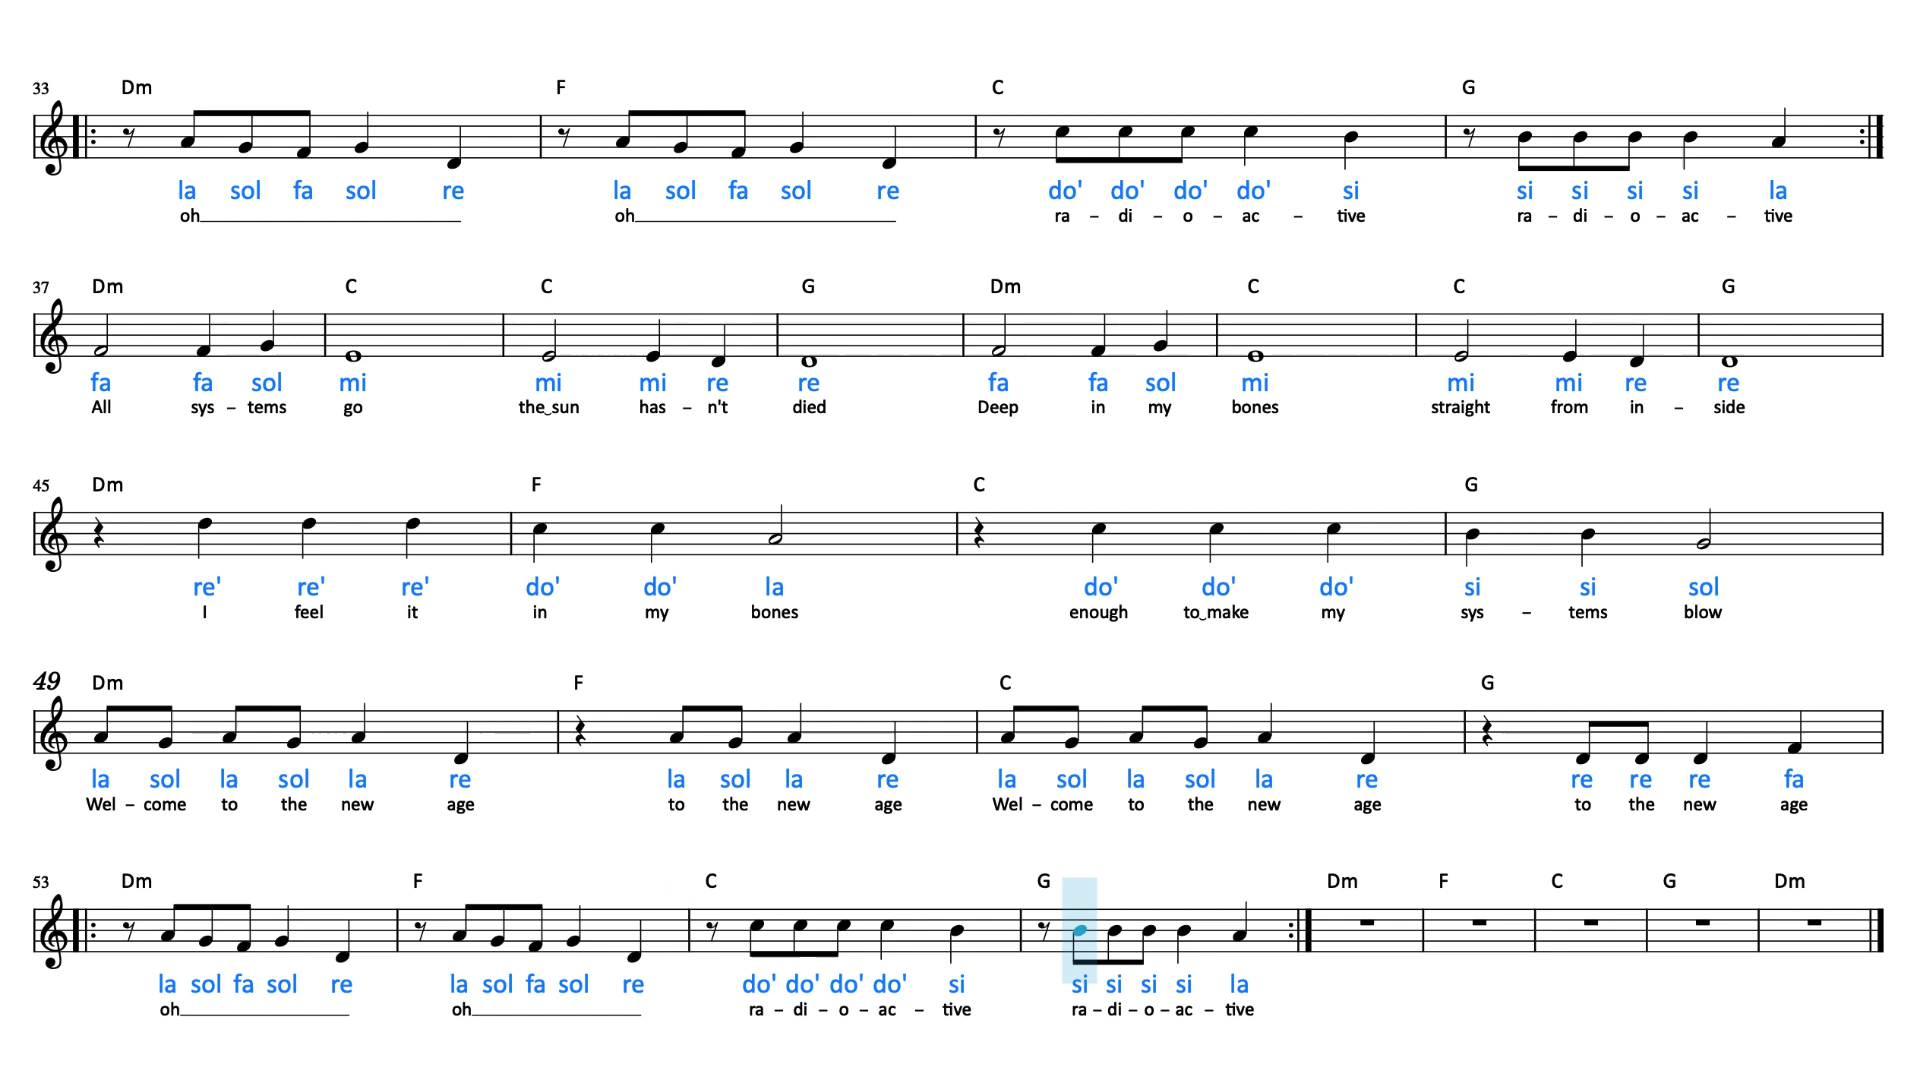 33 Dm F C G
la sol fa sol re la sol fa sol re do' do' do' do' si si si si si la
oh oh ra – di – o – ac – tive ra – di – o – ac – tive
37 Dm C C G Dm C C G
fa fa sol mi mi mi re re fa fa sol mi mi mi re re
All sys – tems go the‿sun has – n't died Deep in my bones straight from in – side
45 Dm F C G
re' re' re' do' do' la do' do' do' si si sol
I feel it in my bones enough to‿make my sys – tems blow
49 Dm F C G
la sol la sol la re la sol la re la sol la sol la re re re re fa
Wel – come to the new age to the new age Wel – come to the new age to the new age
53 Dm F C G Dm F C G Dm
la sol fa sol re la sol fa sol re do' do' do' do' si si si si si la
oh oh ra – di – o – ac – tive ra – di – o – ac – tive